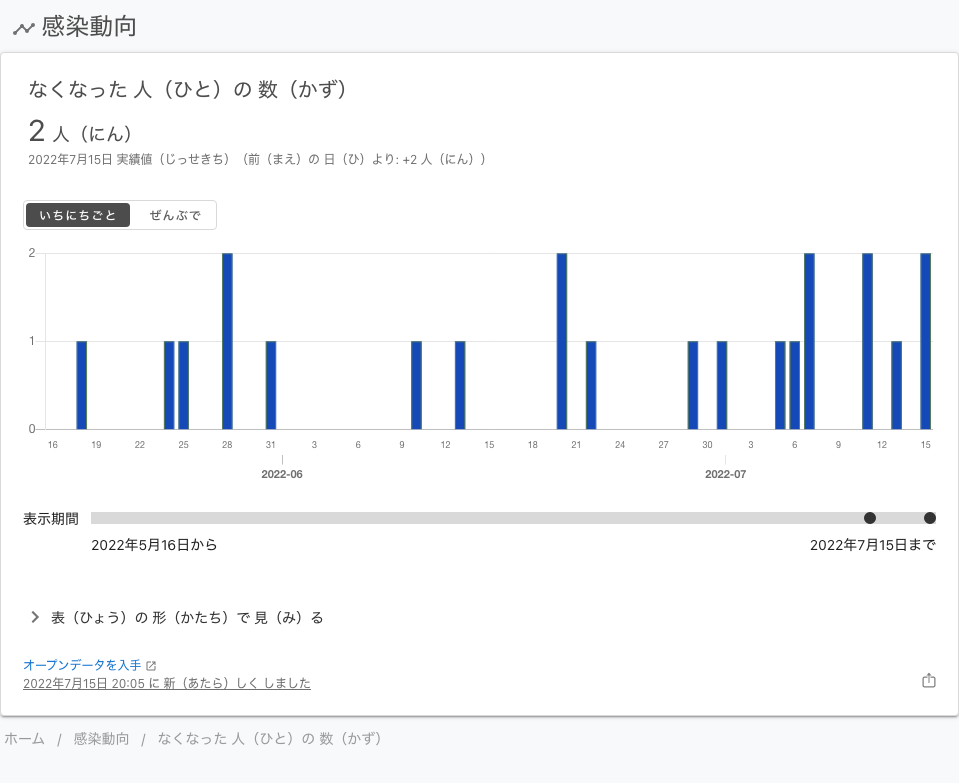 感染動向
なくなった 人（ひと）の 数（かず）
2 人（にん）
2022年7月15日 実績値（じっせきち）（前（まえ）の 日（ひ）より: +2 人（にん））
いちにちごと ぜんぶで
2
1
0
16 19 22 25 28 31 3 6 9 12 15 18 21 24 27 30 3 6 9 12 15
2022-06 2022-07
表示期間
2022年5月16日から 2022年7月15日まで
表（ひょう）の 形（かたち）で 見（み）る
オープンデータを入手
2022年7月15日 20:05 に 新（あたら）しく しました
ホーム / 感染動向 / なくなった 人（ひと）の 数（かず）